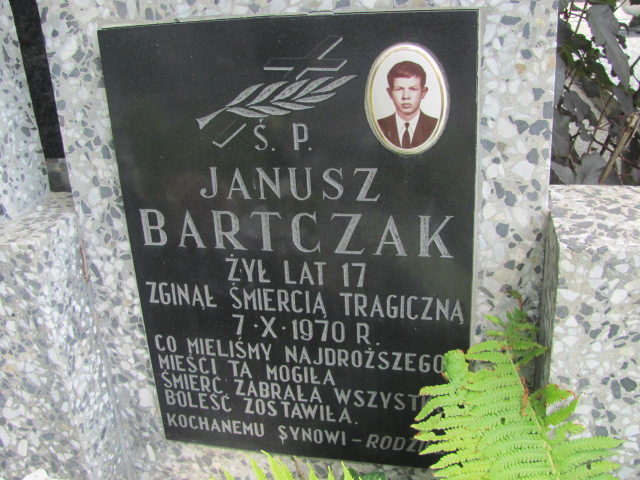 Ś. P.
JANUSZ
BARTCZAK
ŻYŁ LAT 17
ZGINĄŁ ŚMIERCIĄ TRAGICZNĄ
7·X·1970 R.
CO MIELIŚMY NAJDROŻSZEGO
MIEŚCI TA MOGIŁA
ŚMIERĆ ZABRAŁA
BOLEŚĆ ZOSTAWIŁA.
KOCHANEMU SYNOWI –